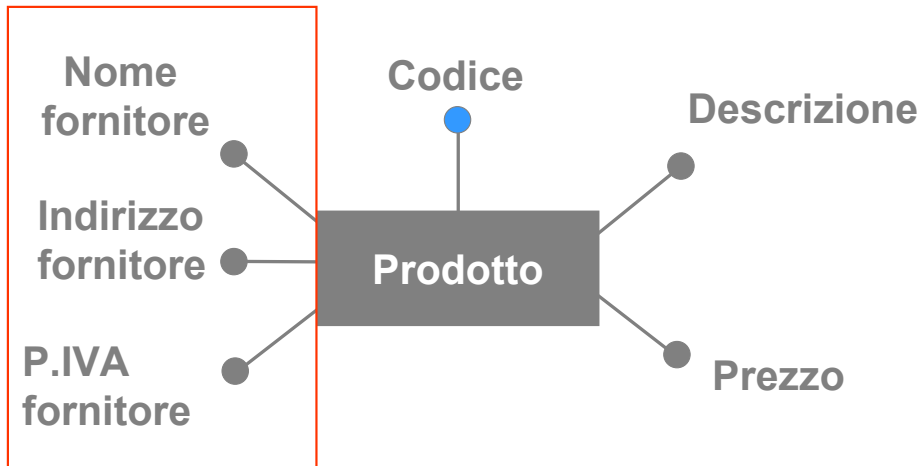 Nome
fornitore
Codice
Descrizione
Indirizzo
fornitore
Prodotto
P.IVA
fornitore
Prezzo